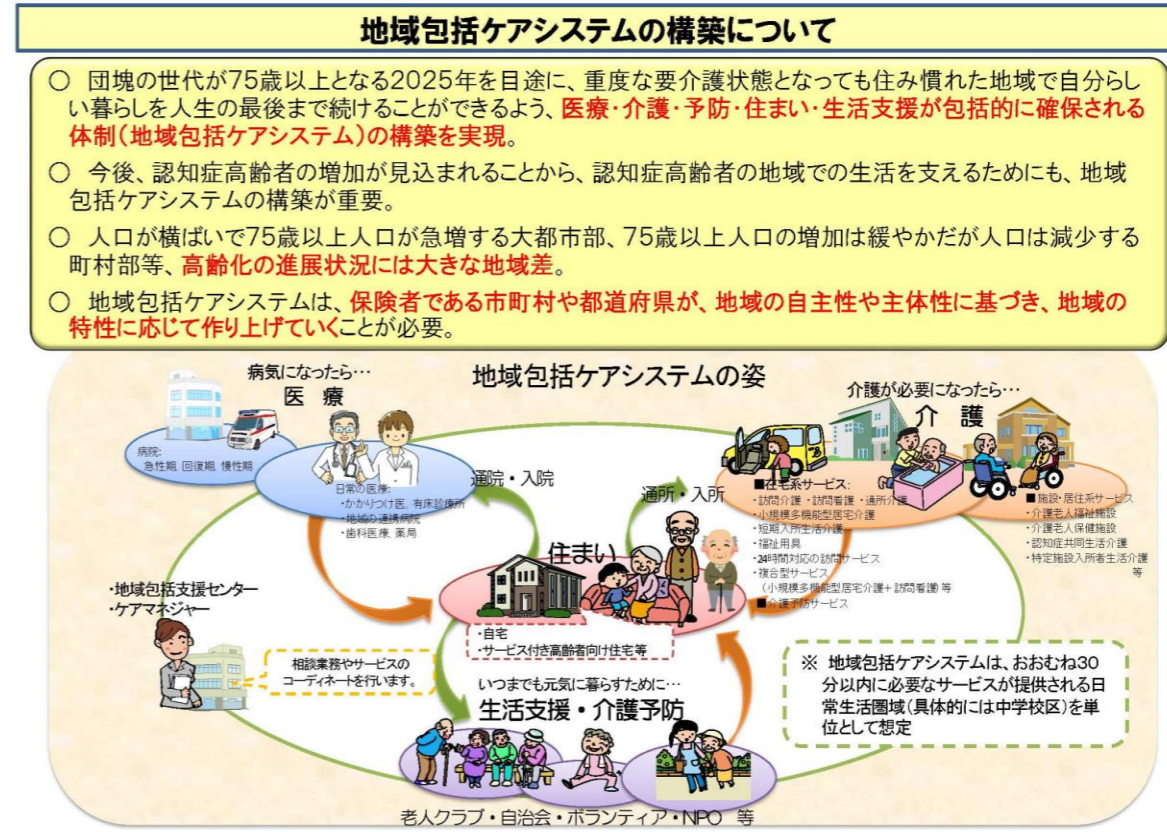 地域包括ケアシステムの構築について
○ 団塊の世代が75歳以上となる2025年を目途に、重度な要介護状態となっても住み慣れた地域で自分らし
い暮らしを人生の最後まで続けることができるよう、医療・介護・予防・住まい・生活支援が包括的に確保される
体制（地域包括ケアシステム）の構築を実現。
○ 今後、認知症高齢者の増加が見込まれることから、認知症高齢者の地域での生活を支えるためにも、地域
包括ケアシステムの構築が重要。
○ 人口が横ばいで75歳以上人口が急増する大都市部、75歳以上人口の増加は緩やかだが人口は減少する
町村部等、高齢化の進展状況には大きな地域差。
○ 地域包括ケアシステムは、保険者である市町村や都道府県が、地域の自主性や主体性に基づき、地域の
特性に応じて作り上げていくことが必要。
地域包括ケアシステムの姿
病気になったら…
医 療
病院:
急性期、回復期、慢性期
日常の医療:
・かかりつけ医、有床診療所
・地域の連携病院
・歯科医療、薬局
通院・入院
通所・入所
介護が必要になったら…
介 護
■在宅系サービス:
・訪問介護・訪問看護・通所介護
・小規模多機能型居宅介護
・短期入所生活介護
・福祉用具
・24時間対応の訪問サービス
・複合型サービス
（小規模多機能型居宅介護＋訪問看護）等
■介護予防サービス
■施設・居住系サービス
・介護老人福祉施設
・介護老人保健施設
・認知症共同生活介護
・特定施設入所者生活介護
等
住まい
・自宅
・サービス付き高齢者向け住宅等
・地域包括支援センター
・ケアマネジャー
相談業務やサービスの
コーディネートを行います。
いつまでも元気に暮らすために…
生活支援・介護予防
老人クラブ・自治会・ボランティア・NPO 等
※ 地域包括ケアシステムは、おおむね30
分以内に必要なサービスが提供される日
常生活圏域（具体的には中学校区）を単
位として想定